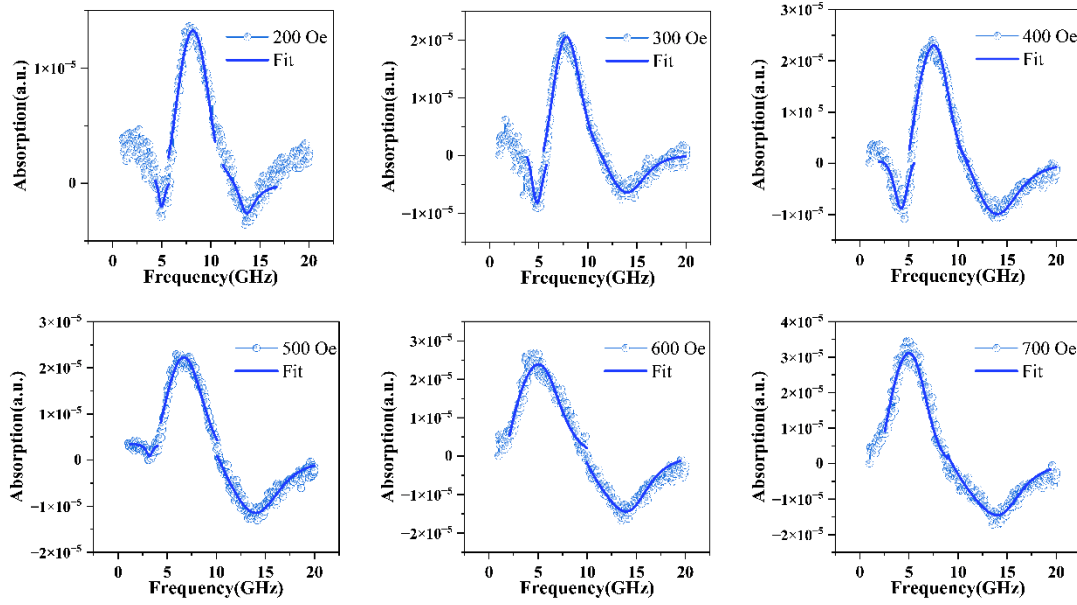 200 Oe
Fit
1×10⁻⁵
0
Absorption(a.u.)
0 5 10 15 20
Frequency(GHz)
300 Oe
Fit
2×10⁻⁵
1×10⁻⁵
0
−1×10⁻⁵
Absorption(a.u.)
0 5 10 15 20
Frequency(GHz)
400 Oe
Fit
3×10⁻⁵
2×10⁻⁵
1×10⁻⁵
0
−1×10⁻⁵
Absorption(a.u.)
0 5 10 15 20
Frequency(GHz)
500 Oe
Fit
3×10⁻⁵
2×10⁻⁵
1×10⁻⁵
0
−1×10⁻⁵
−2×10⁻⁵
Absorption(a.u.)
0 5 10 15 20
Frequency(GHz)
600 Oe
Fit
3×10⁻⁵
2×10⁻⁵
1×10⁻⁵
0
−1×10⁻⁵
−2×10⁻⁵
Absorption(a.u.)
0 5 10 15 20
Frequency(GHz)
700 Oe
Fit
4×10⁻⁵
3×10⁻⁵
2×10⁻⁵
1×10⁻⁵
0
−1×10⁻⁵
−2×10⁻⁵
Absorption(a.u.)
0 5 10 15 20
Frequency(GHz)